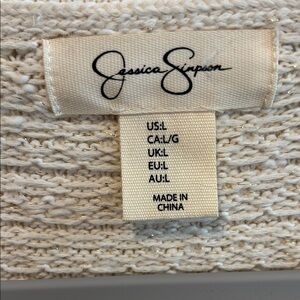 Jessica Simpson
US:L
CA:L/G
UK:L
EU:L
AU:L
MADE IN
CHINA